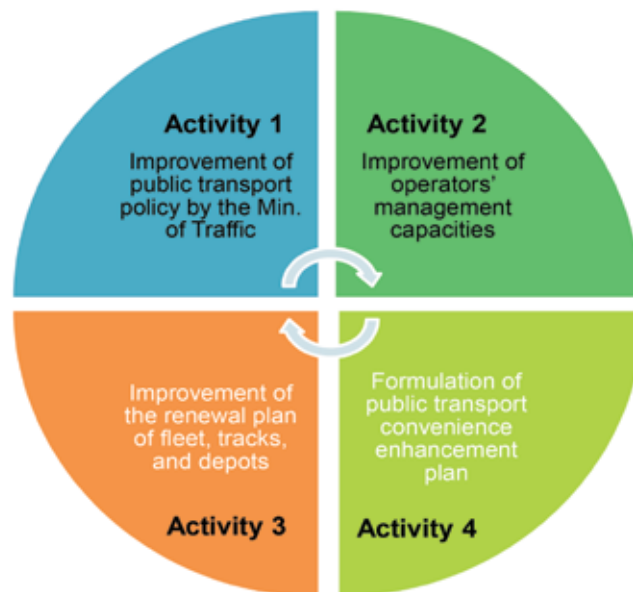 Activity 1
Improvement of
public transport
policy by the Min.
of Traffic
Activity 2
Improvement of
operators'
management
capacities
Improvement of
the renewal plan
of fleet, tracks,
and depots
Activity 3
Formulation of
public transport
convenience
enhancement
plan
Activity 4